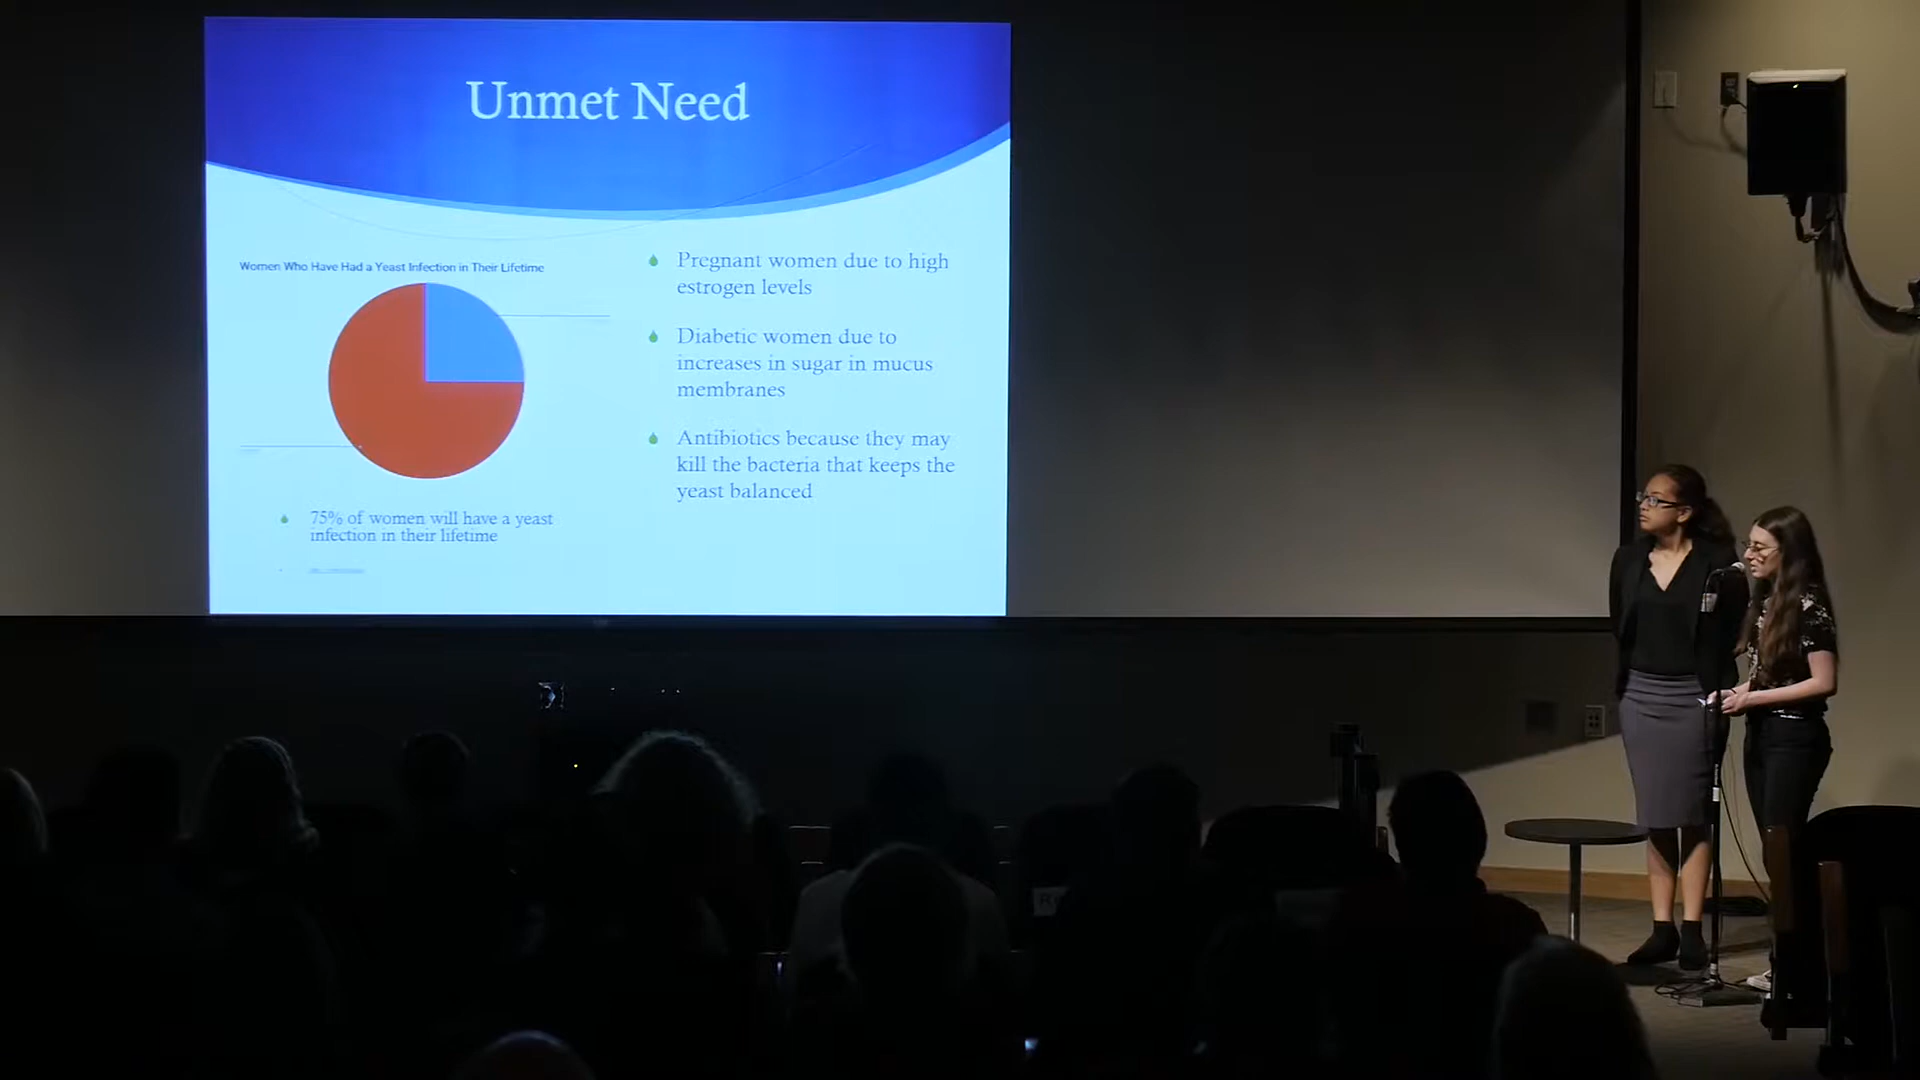 Unmet Need
Women Who Have Had a Yeast Infection in Their Lifetime
75% of women will have a yeast
infection in their lifetime
Pregnant women due to high
estrogen levels
Diabetic women due to
increases in sugar in mucus
membranes
Antibiotics because they may
kill the bacteria that keeps the
yeast balanced